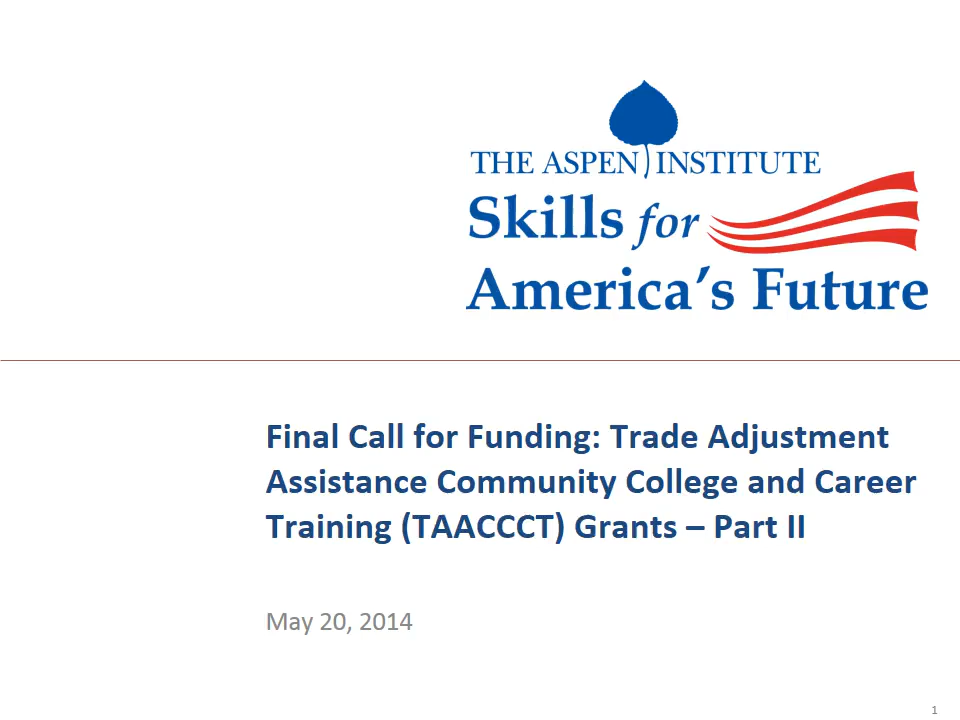 THE ASPEN INSTITUTE
Skills for
America's Future
Final Call for Funding: Trade Adjustment
Assistance Community College and Career
Training (TAACCCT) Grants – Part II
May 20, 2014
1